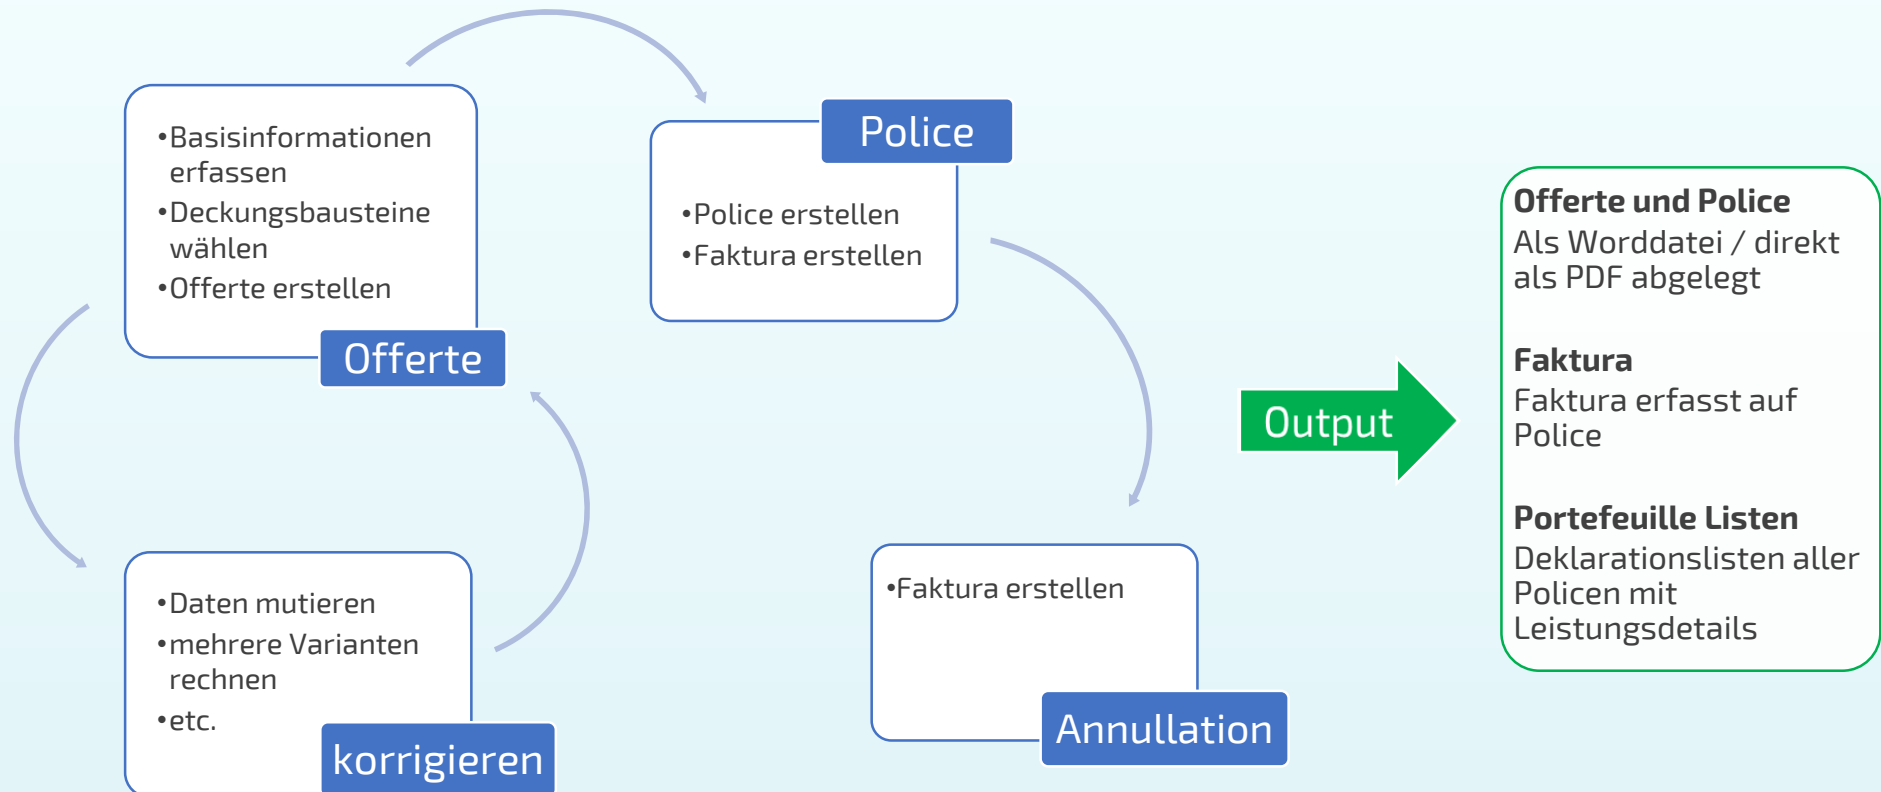 •Basisinformationen
erfassen
•Deckungsbausteine
wählen
•Offerte erstellen
Offerte
•Daten mutieren
•mehrere Varianten
rechnen
•etc.
korrigieren
Police
•Police erstellen
•Faktura erstellen
•Faktura erstellen
Annullation
Output
Offerte und Police
Als Worddatei / direkt
als PDF abgelegt
Faktura
Faktura erfasst auf
Police
Portefeuille Listen
Deklarationslisten aller
Policen mit
Leistungsdetails